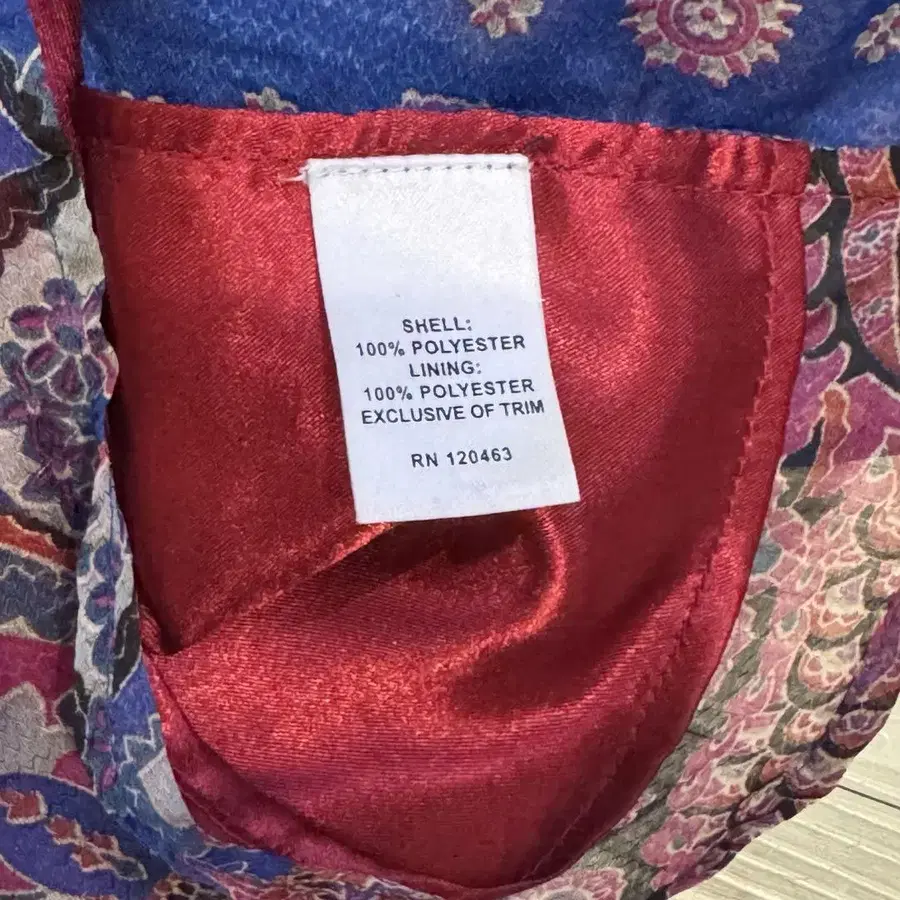 SHELL:
100% POLYESTER
LINING:
100% POLYESTER
EXCLUSIVE OF TRIM
RN 120463